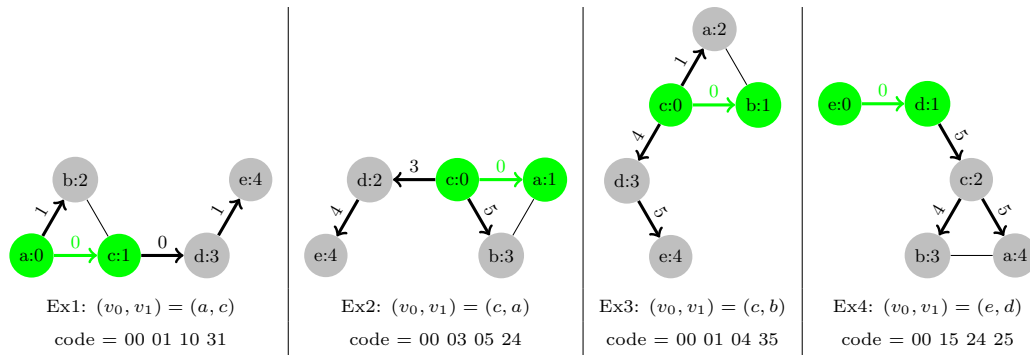 b:2
e:4
1
1
a:0
0
c:1
0
d:3
Ex1: (v₀, v₁) = (a, c)
code = 00 01 10 31
d:2
3
c:0
0
a:1
4
5
e:4
b:3
Ex2: (v₀, v₁) = (c, a)
code = 00 03 05 24
a:2
1
c:0
0
b:1
4
d:3
5
e:4
Ex3: (v₀, v₁) = (c, b)
code = 00 01 04 35
e:0
0
d:1
5
c:2
4
5
b:3
a:4
Ex4: (v₀, v₁) = (e, d)
code = 00 15 24 25